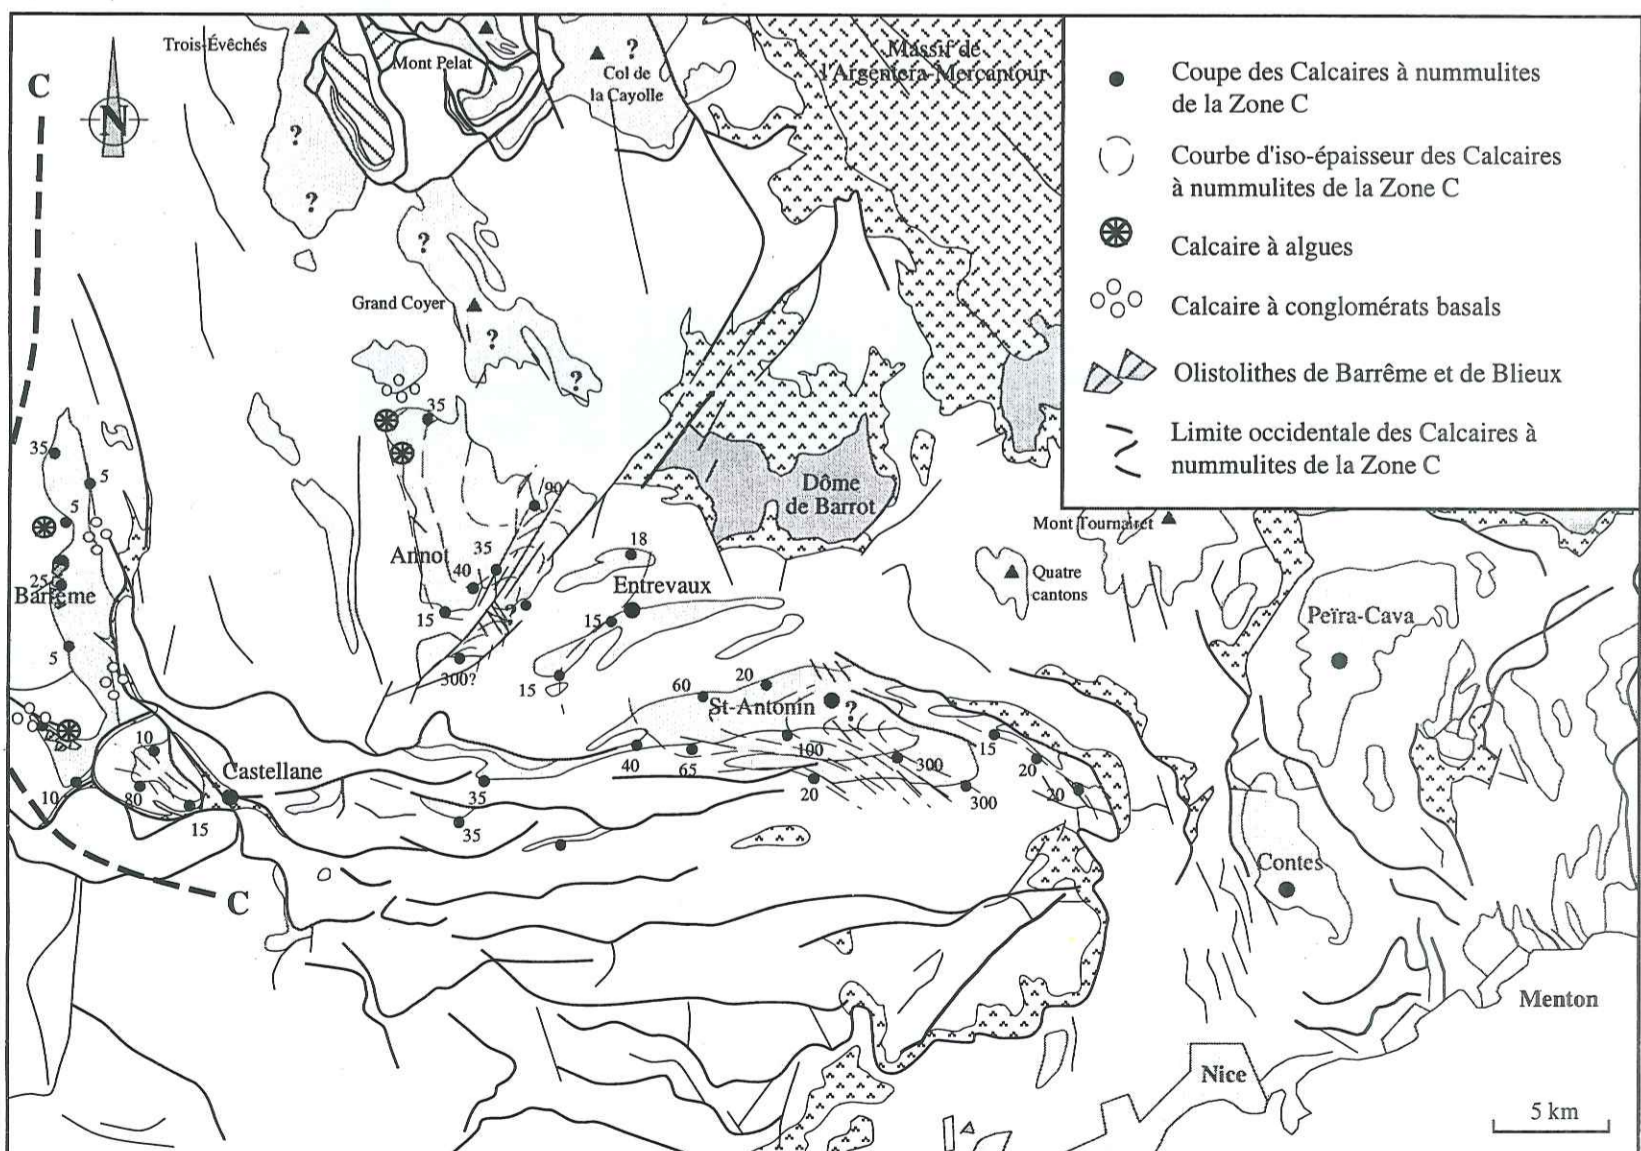 Trois-Évêchés
Mont Pelat
?
Col de
la Cayolle
Massif de
l'Argentera-Mercantour
C
N
?
?
?
Grand Coyer
?
?
Coupe des Calcaires à nummulites
de la Zone C
Courbe d'iso-épaisseur des Calcaires
à nummulites de la Zone C
Calcaire à algues
Calcaire à conglomérats basals
Olistolithes de Barrême et de Blieux
Limite occidentale des Calcaires à
nummulites de la Zone C
35
35
5
5
90
Dôme
de Barrot
Mont Tournairet
Annot
35
40
18
Entrevaux
Quatre
cantons
25
Barrême
15
?
15
Peïra-Cava
5
300?
15
60
20
St-Antonin
?
10
40
65
100
300
15
20
Castellane
10
80
15
35
35
20
300
20
C
Contes
Menton
Nice
5 km